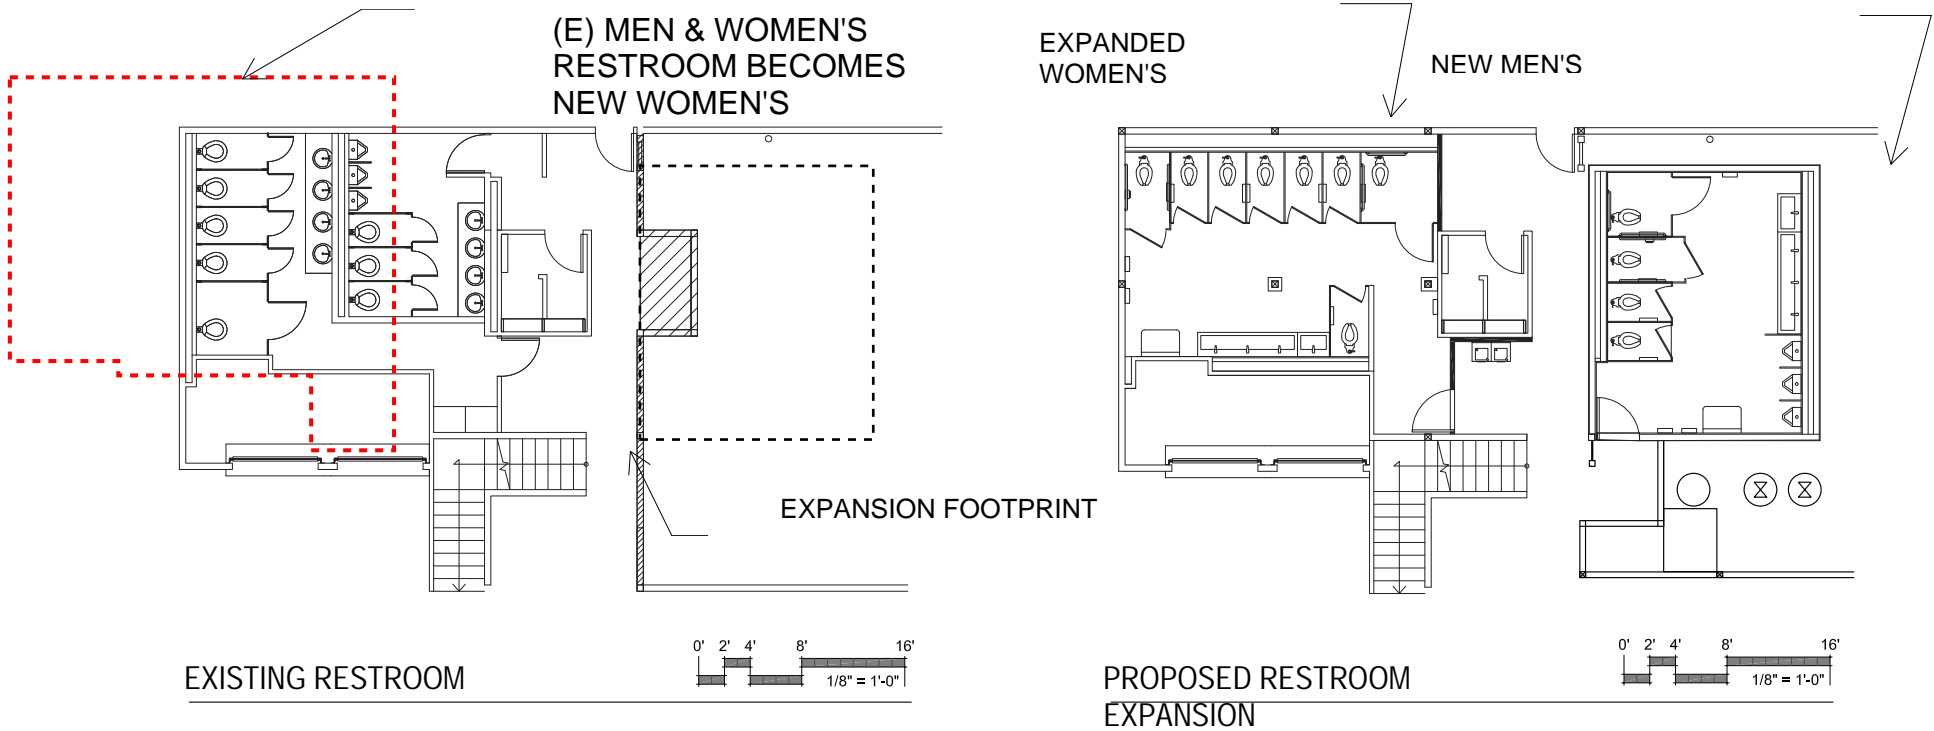 (E) MEN & WOMEN'S
RESTROOM BECOMES
NEW WOMEN'S
EXPANDED
WOMEN'S
NEW MEN'S
EXPANSION FOOTPRINT
0' 2' 4' 8' 16'
1/8" = 1'-0"
EXISTING RESTROOM
0' 2' 4' 8' 16'
1/8" = 1'-0"
PROPOSED RESTROOM
EXPANSION